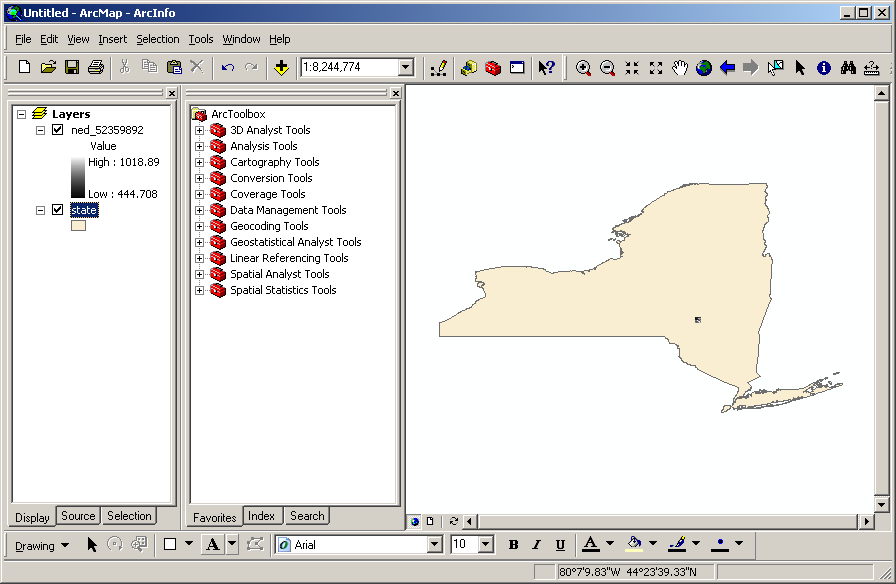 Untitled - ArcMap - ArcInfo
File Edit View Insert Selection Tools Window Help
1:8,244,774
Layers
ned_52359892
Value
High : 1018.89
Low : 444.708
state
Display Source Selection
ArcToolbox
3D Analyst Tools
Analysis Tools
Cartography Tools
Conversion Tools
Coverage Tools
Data Management Tools
Geocoding Tools
Geostatistical Analyst Tools
Linear Referencing Tools
Spatial Analyst Tools
Spatial Statistics Tools
Favorites Index Search
Drawing A Arial 10 B I U A
80°7'9.83"W 44°23'39.33"N